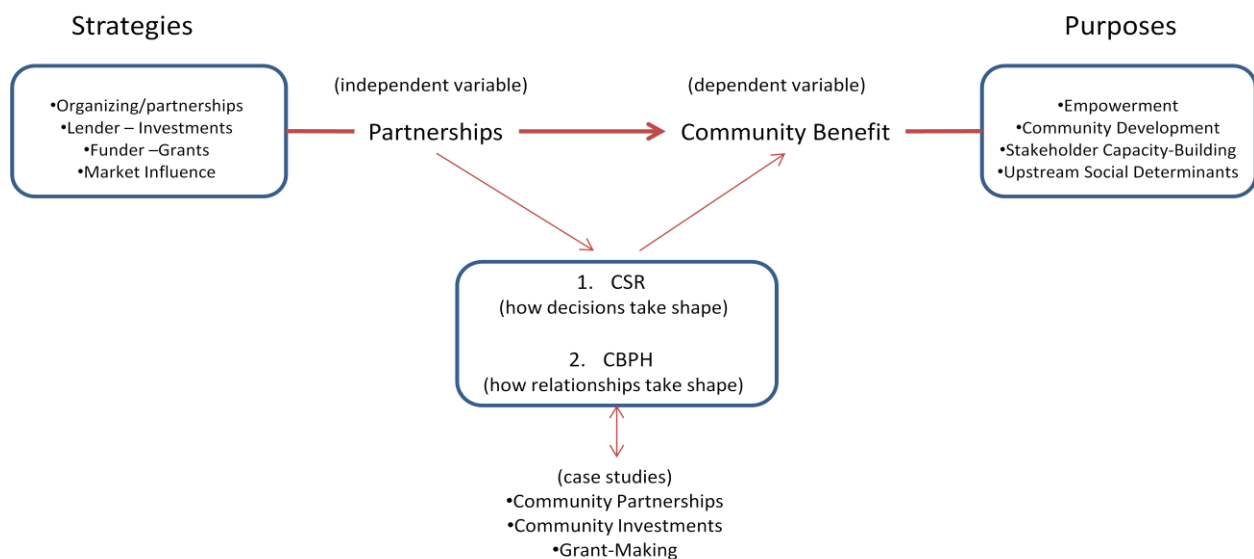 Strategies
Purposes
•Organizing/partnerships
•Lender – Investments
•Funder –Grants
•Market Influence
(independent variable)
Partnerships
(dependent variable)
Community Benefit
•Empowerment
•Community Development
•Stakeholder Capacity-Building
•Upstream Social Determinants
1. CSR
(how decisions take shape)
2. CBPH
(how relationships take shape)
(case studies)
•Community Partnerships
•Community Investments
•Grant-Making